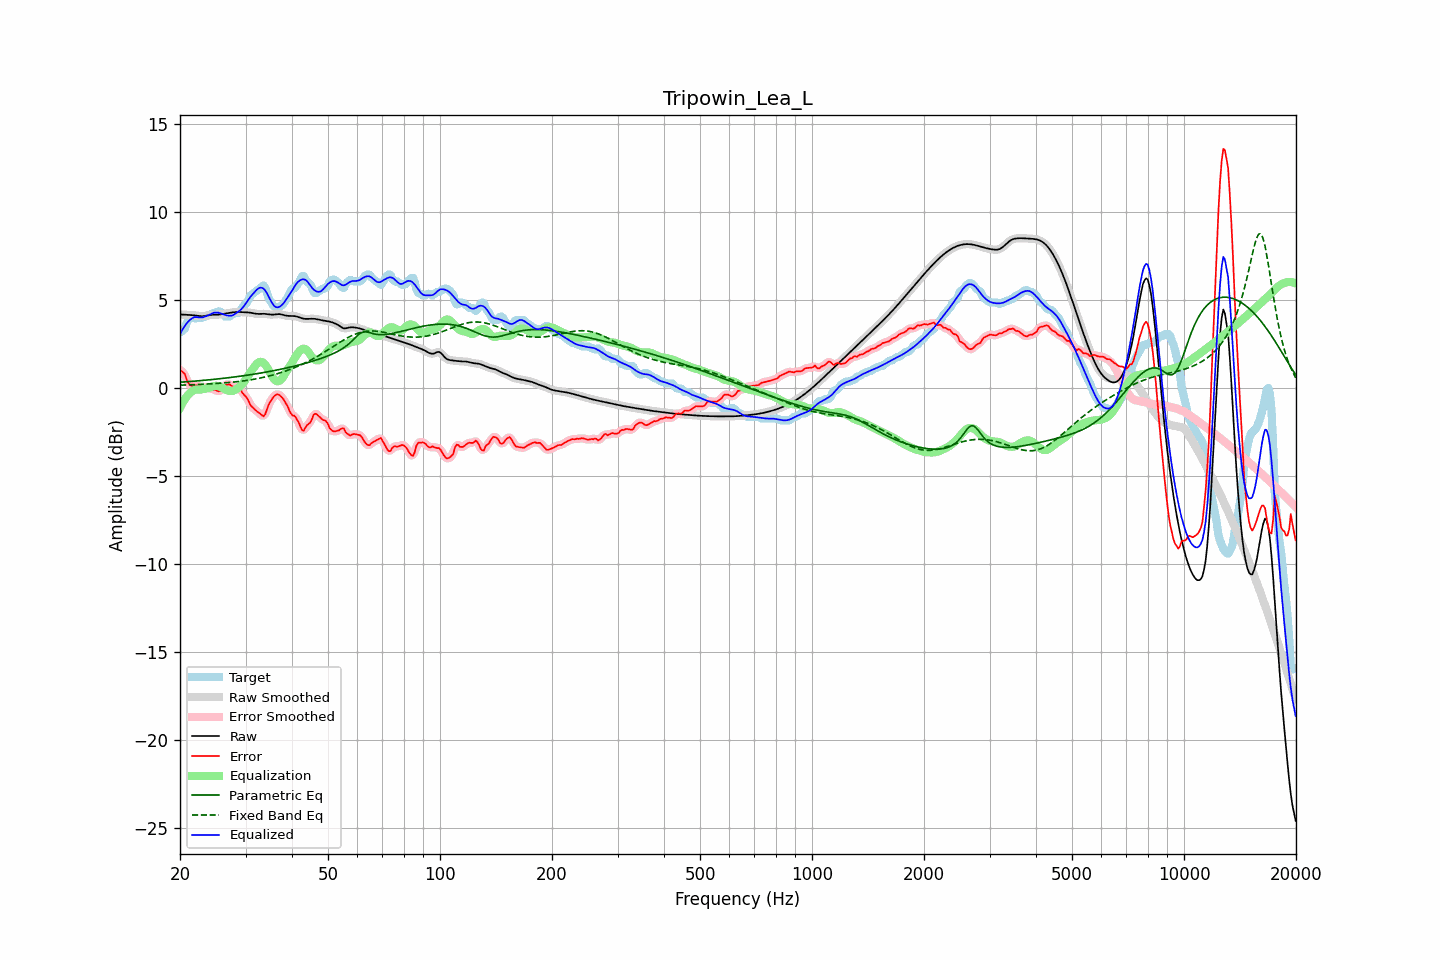 Tripowin_Lea_L
Amplitude (dBr)
15
10
5
0
−5
−10
−15
−20
−25
Target
Raw Smoothed
Error Smoothed
Raw
Error
Equalization
Parametric Eq
Fixed Band Eq
Equalized
20 50 100 200 500 1000 2000 5000 10000 20000
Frequency (Hz)